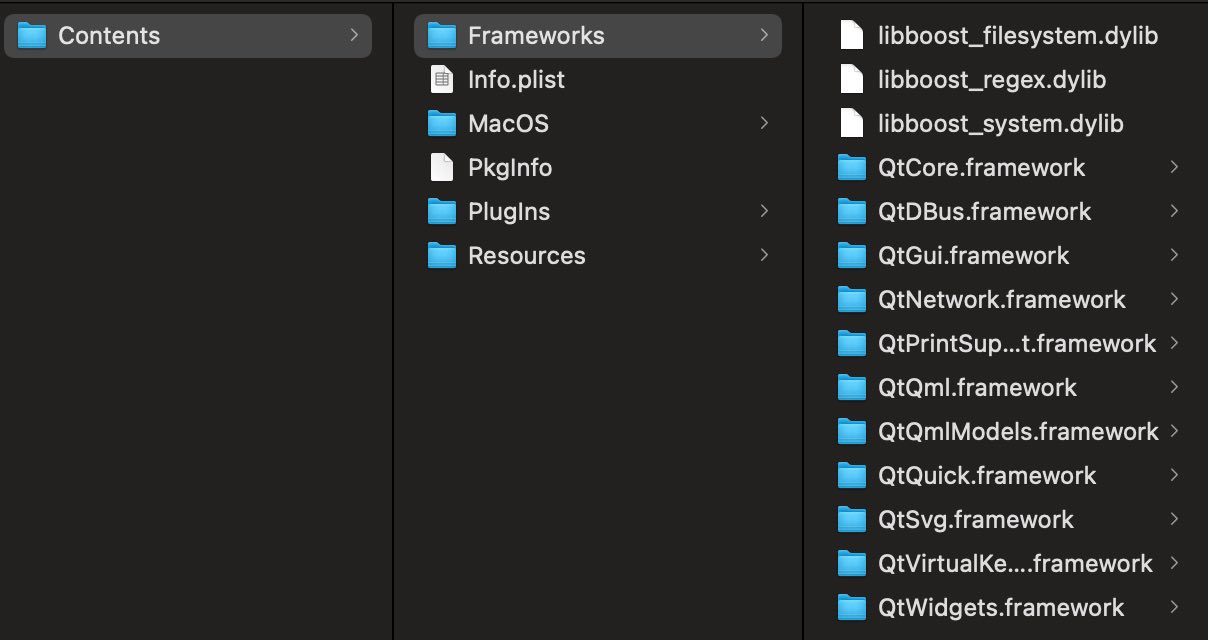 Contents
Frameworks
Info.plist
MacOS
PkgInfo
PlugIns
Resources
libboost_filesystem.dylib
libboost_regex.dylib
libboost_system.dylib
QtCore.framework
QtDBus.framework
QtGui.framework
QtNetwork.framework
QtPrintSup...t.framework
QtQml.framework
QtQmlModels.framework
QtQuick.framework
QtSvg.framework
QtVirtualKe....framework
QtWidgets.framework